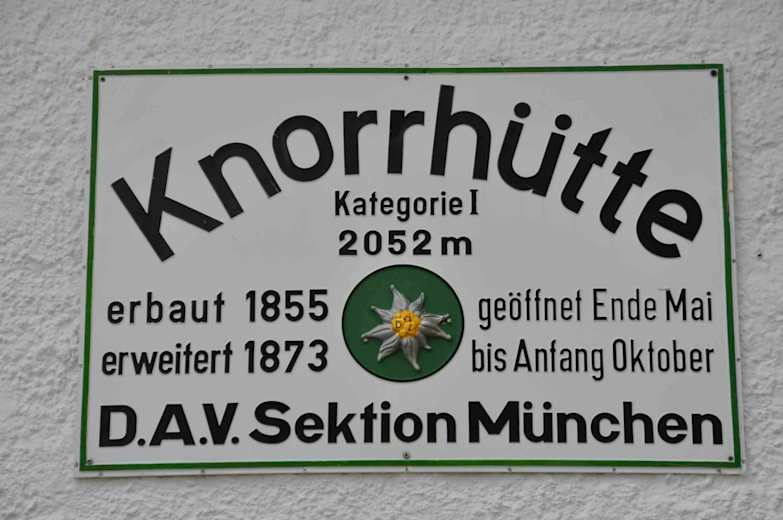 Knorrhütte
Kategorie I
2052 m
erbaut 1855
erweitert 1873
geöffnet Ende Mai
bis Anfang Oktober
D.A.V. Sektion München